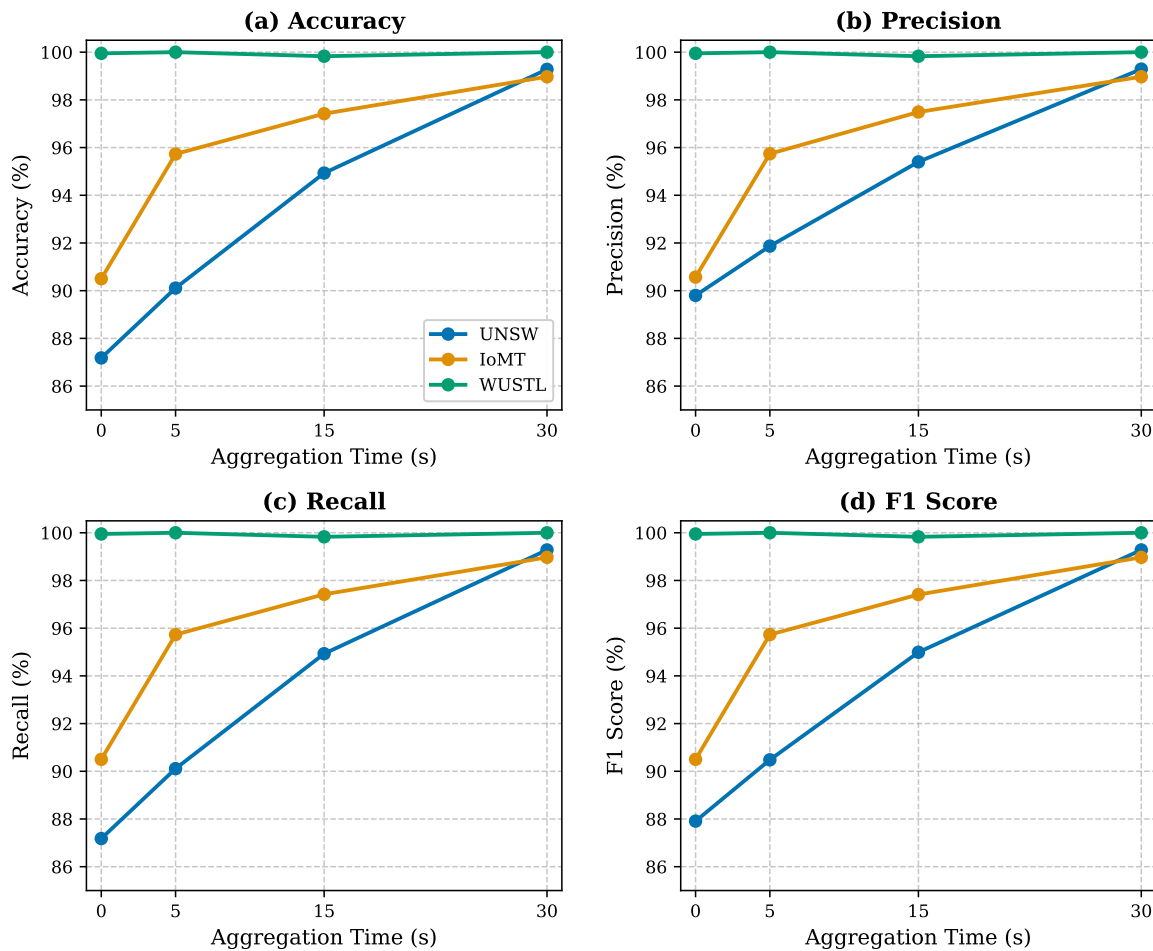 (a) Accuracy
100
98
96
94
92
90
88
86
Accuracy (%)
0 5 15 30
Aggregation Time (s)
UNSW
IoMT
WUSTL
(b) Precision
100
98
96
94
92
90
88
86
Precision (%)
0 5 15 30
Aggregation Time (s)
(c) Recall
100
98
96
94
92
90
88
86
Recall (%)
0 5 15 30
Aggregation Time (s)
(d) F1 Score
100
98
96
94
92
90
88
86
F1 Score (%)
0 5 15 30
Aggregation Time (s)